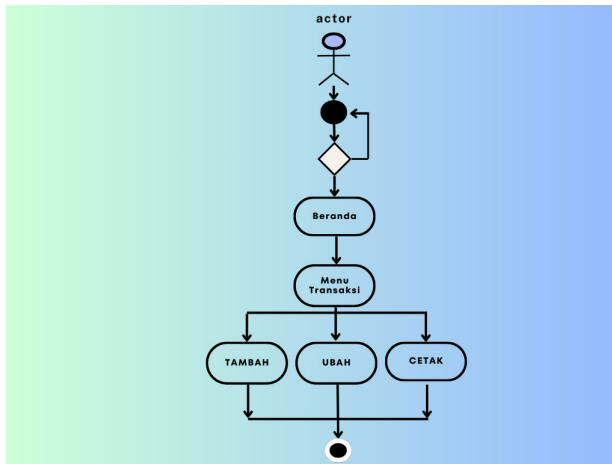 actor
Beranda
Menu
Transaksi
TAMBAH
UBAH
CETAK